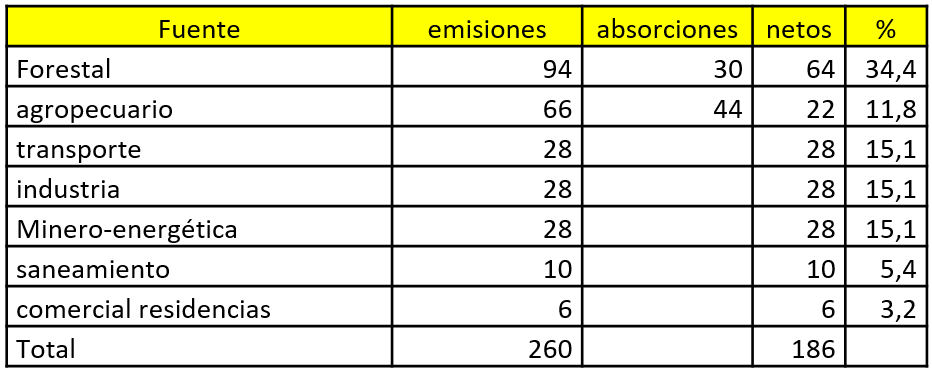 Fuente emisiones absorciones netos %
Forestal 94 30 64 34,4
agropecuario 66 44 22 11,8
transporte 28 28 15,1
industria 28 28 15,1
Minero-energética 28 28 15,1
saneamiento 10 10 5,4
comercial residencias 6 6 3,2
Total 260 186